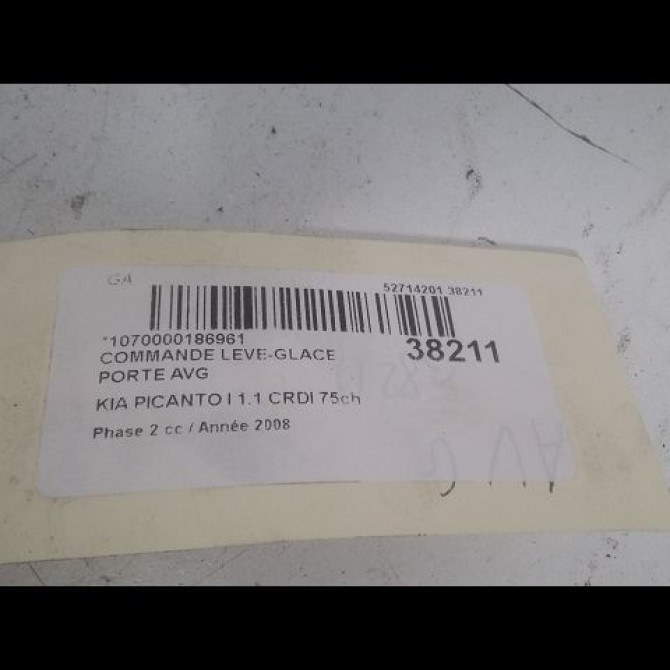 GA
52714201 38211
*1070000186961
38211
COMMANDE LEVE-GLACE
PORTE AVG
KIA PICANTO I 1.1 CRDI 75ch
Phase 2 cc / Année 2008
AVG